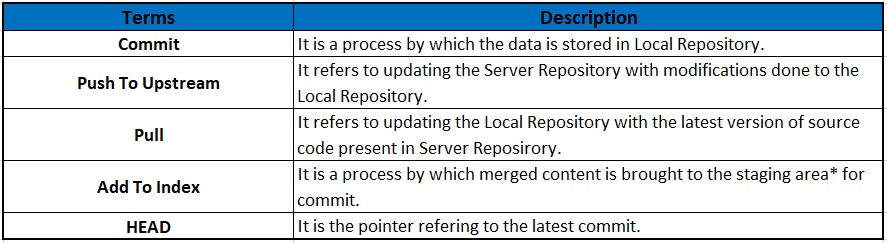 Terms Description
Commit It is a process by which the data is stored in Local Repository.
Push To Upstream It refers to updating the Server Repository with modifications done to the
Local Repository.
Pull It refers to updating the Local Repository with the latest version of source
code present in Server Reposirory.
Add To Index It is a process by which merged content is brought to the staging area* for
commit.
HEAD It is the pointer refering to the latest commit.